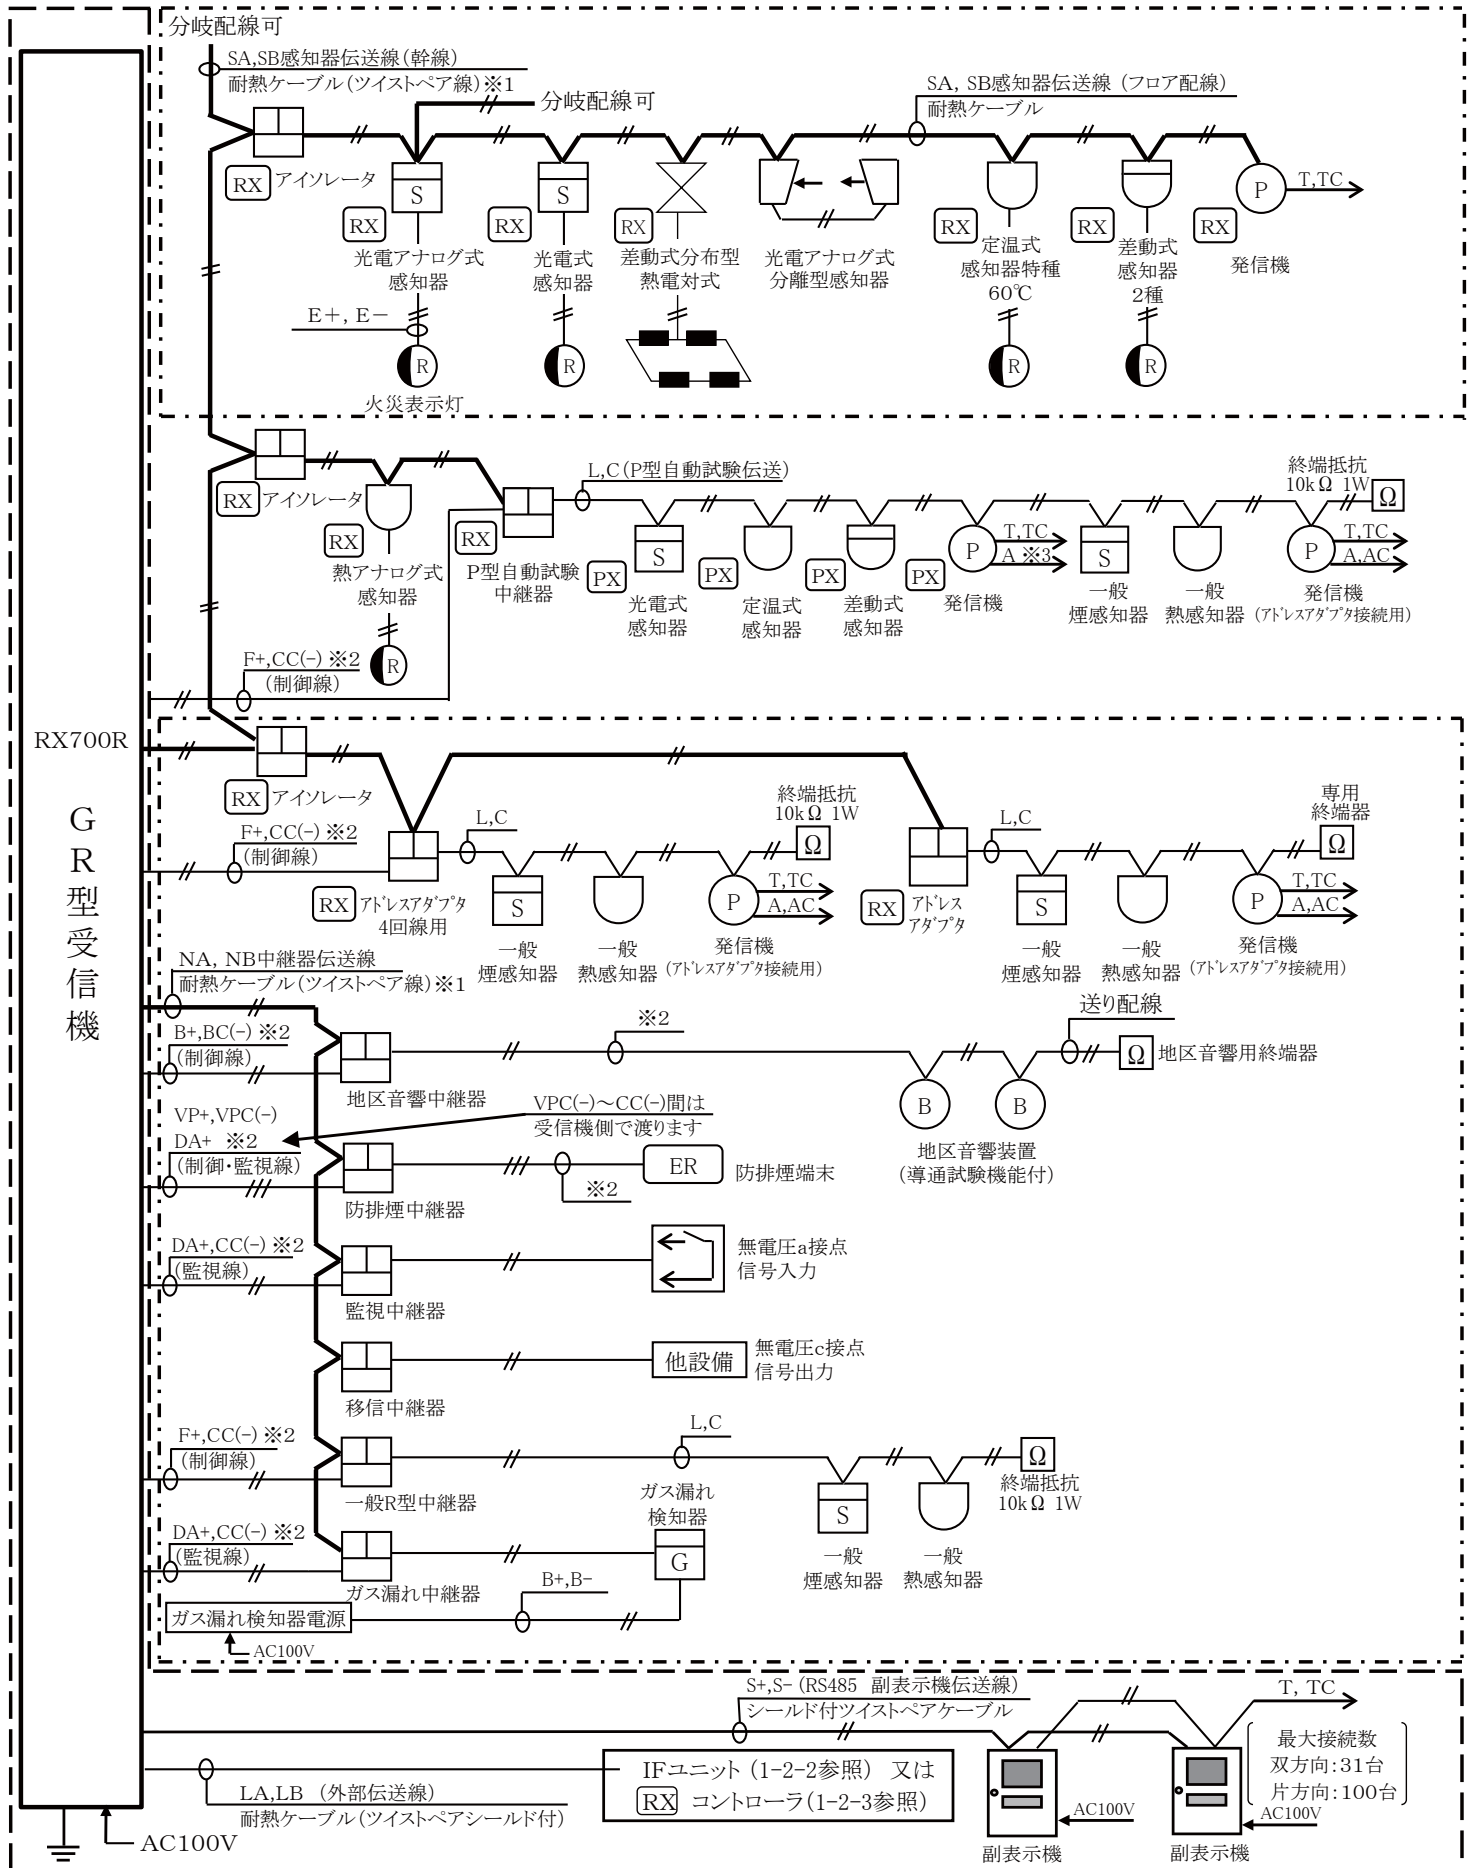 分岐配線可
SA,SB感知器伝送線(幹線)
耐熱ケーブル(ツイストペア線)※1
分岐配線可
SA, SB感知器伝送線 (フロア配線)
耐熱ケーブル
RX アイソレータ
S
RX
光電アナログ式
感知器
S
RX
光電式
感知器
RX
差動式分布型
熱電対式
光電アナログ式
分離型感知器
RX
定温式
感知器特種
60℃
RX
差動式
感知器
2種
P
T,TC
RX
発信機
E+, E−
R
R
R
R
火災表示灯
RX アイソレータ
RX
熱アナログ式
感知器
R
RX
P型自動試験
中継器
L,C(P型自動試験伝送)
S
PX
光電式
感知器
PX
定温式
感知器
PX
差動式
感知器
P
T,TC
A ※3
PX
発信機
S
一般
煙感知器
一般
熱感知器
P
T,TC
A,AC
発信機
(アドレスアダプタ接続用)
終端抵抗
10kΩ 1W
Ω
F+,CC(-) ※2
(制御線)
RX700R
GR型受信機
RX アイソレータ
F+,CC(-) ※2
(制御線)
RX アドレスアダプタ
4回線用
L,C
S
一般
煙感知器
一般
熱感知器
P
T,TC
A,AC
発信機
(アドレスアダプタ接続用)
終端抵抗
10kΩ 1W
Ω
RX アドレス
アダプタ
L,C
S
一般
煙感知器
一般
熱感知器
P
T,TC
A,AC
発信機
(アドレスアダプタ接続用)
専用
終端器
Ω
NA, NB中継器伝送線
耐熱ケーブル(ツイストペア線)※1
B+,BC(-) ※2
(制御線)
地区音響中継器
※2
送り配線
Ω 地区音響用終端器
B
B
地区音響装置
(導通試験機能付)
VP+,VPC(-)
DA+ ※2
(制御・監視線)
VPC(-)〜CC(-)間は
受信機側で渡ります
防排煙中継器
※2
ER
防排煙端末
DA+,CC(-) ※2
(監視線)
監視中継器
無電圧a接点
信号入力
移信中継器
他設備
無電圧c接点
信号出力
F+,CC(-) ※2
(制御線)
一般R型中継器
L,C
S
一般
煙感知器
一般
熱感知器
Ω
終端抵抗
10kΩ 1W
DA+,CC(-) ※2
(監視線)
ガス漏れ中継器
ガス漏れ
検知器
G
B+,B-
ガス漏れ検知器電源
AC100V
S+,S- (RS485 副表示機伝送線)
シールド付ツイストペアケーブル
T, TC
最大接続数
双方向:31台
片方向:100台
AC100V
副表示機
AC100V
副表示機
LA,LB (外部伝送線)
耐熱ケーブル(ツイストペアシールド付)
IFユニット (1-2-2参照) 又は
RX コントローラ(1-2-3参照)
AC100V